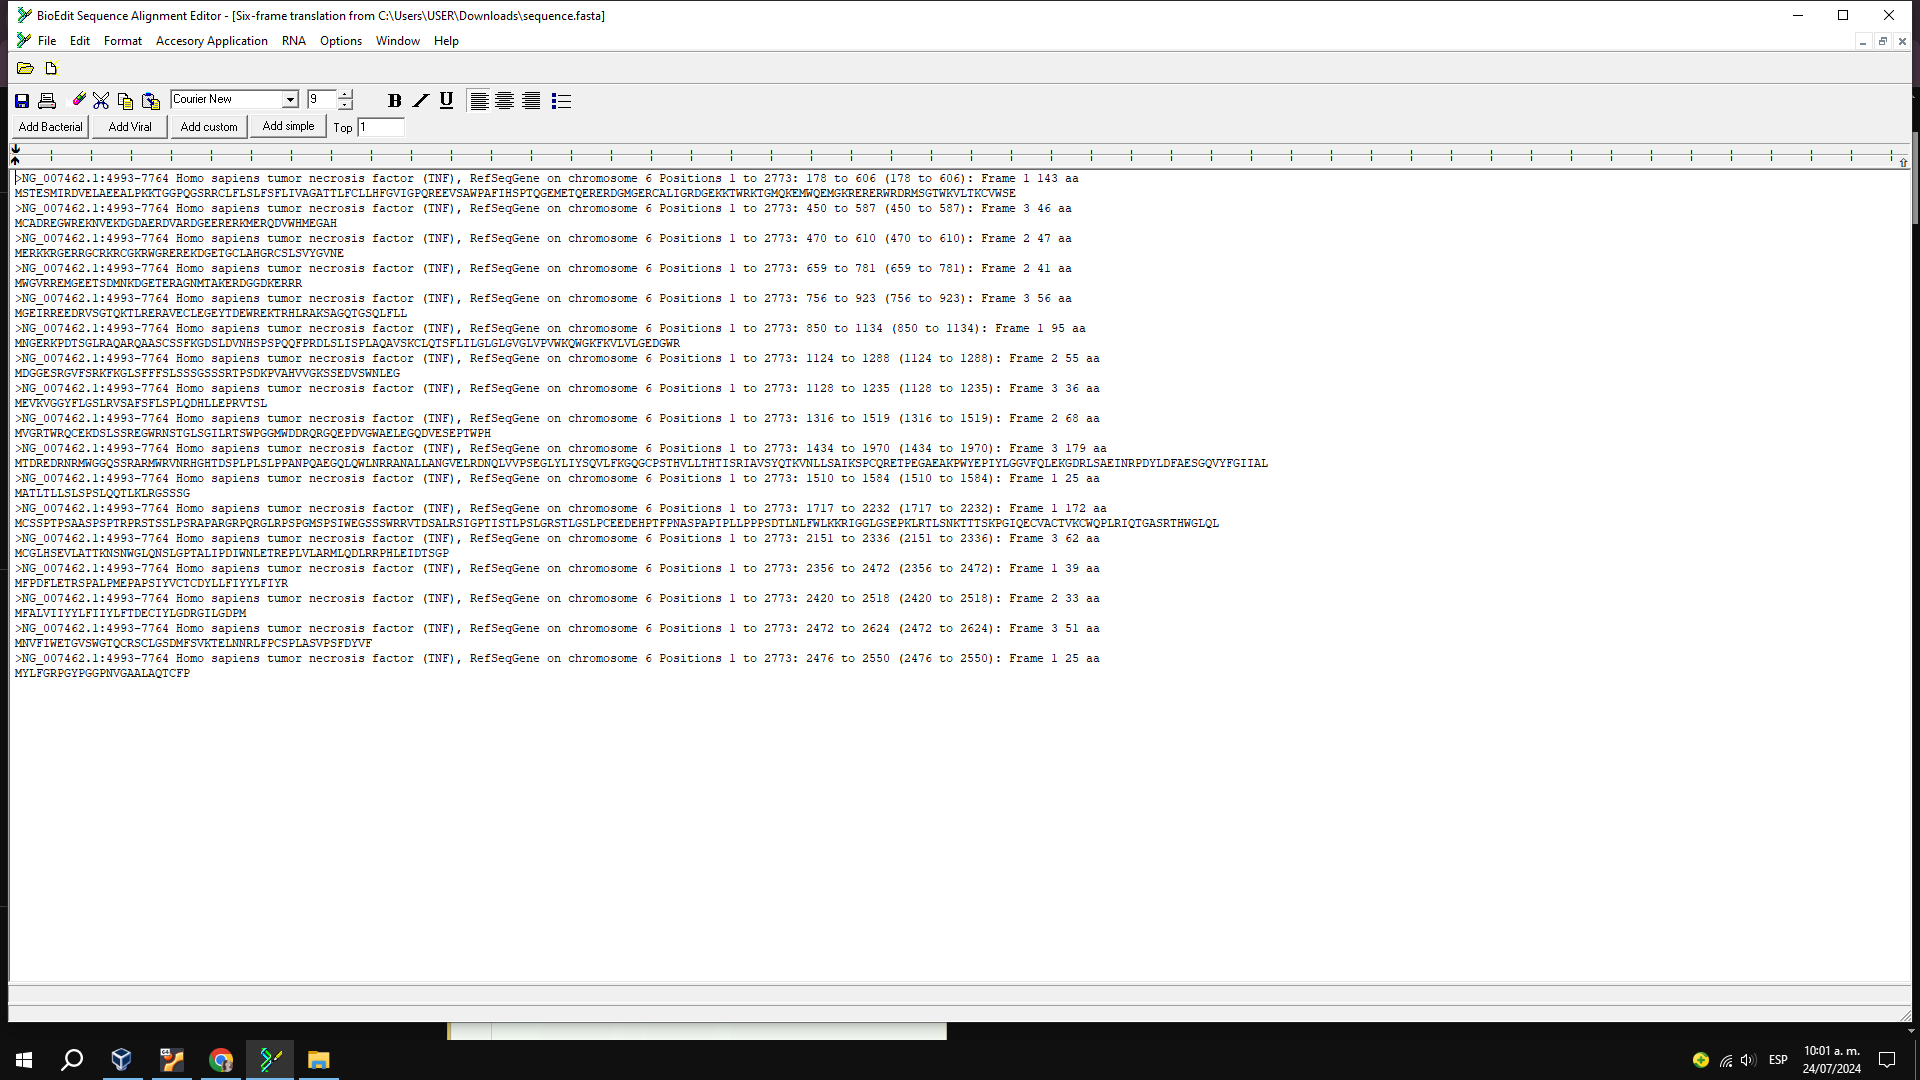 BioEdit Sequence Alignment Editor - [Six-frame translation from C:\Users\USER\Downloads\sequence.fasta]
File Edit Format Accesory Application RNA Options Window Help
Courier New 9 B I U
Add Bacterial Add Viral Add custom Add simple Top 1
>NG_007462.1:4993-7764 Homo sapiens tumor necrosis factor (TNF), RefSeqGene on chromosome 6 Positions 1 to 2773: 178 to 606 (178 to 606): Frame 1 143 aa
MSTESMIRDVELAEEALPKKTGGPQGSRRCLFLSLFSFLIVAGATTLFCLLHFGVIGPQREEVSAWPAFIHSPTQGEMETQERERDGMGERCALIGRDGEKKTWRKTGMQKEMWQEMGKRERERWRDRMSGTWKVLTKCVWSE
>NG_007462.1:4993-7764 Homo sapiens tumor necrosis factor (TNF), RefSeqGene on chromosome 6 Positions 1 to 2773: 450 to 587 (450 to 587): Frame 3 46 aa
MCADREGWREKNVEKDGDAERDVARDGEERERKMERQDVWHMEGAH
>NG_007462.1:4993-7764 Homo sapiens tumor necrosis factor (TNF), RefSeqGene on chromosome 6 Positions 1 to 2773: 470 to 610 (470 to 610): Frame 2 47 aa
MERKKRGERRGCRKRCGKRWGREREKDGETGCLAHGRCSLSVYGVNE
>NG_007462.1:4993-7764 Homo sapiens tumor necrosis factor (TNF), RefSeqGene on chromosome 6 Positions 1 to 2773: 659 to 781 (659 to 781): Frame 2 41 aa
MWGVRREMGEETSDMNKDGETERAGNMTAKERDGGDKERRR
>NG_007462.1:4993-7764 Homo sapiens tumor necrosis factor (TNF), RefSeqGene on chromosome 6 Positions 1 to 2773: 756 to 923 (756 to 923): Frame 3 56 aa
MGEIRREEDRVSGTQKTLRERAVECLEGEYTDEWREKTRHLRAKSAGQTGSQLFLL
>NG_007462.1:4993-7764 Homo sapiens tumor necrosis factor (TNF), RefSeqGene on chromosome 6 Positions 1 to 2773: 850 to 1134 (850 to 1134): Frame 1 95 aa
MNGERKPDTSGLRAQARQAASCSSFKGDSLDVNHSPSPQQFPRDLSLISPLAQAVSKCLQTSFLILGLGLGVGLVPVWKQWGKFKVLVLGEDGWR
>NG_007462.1:4993-7764 Homo sapiens tumor necrosis factor (TNF), RefSeqGene on chromosome 6 Positions 1 to 2773: 1124 to 1288 (1124 to 1288): Frame 2 55 aa
MDGGESRGVFSRKFKGLSFFFSLSSSGSSSRTPSDKPVAHVVGKSSEDVSWNLEG
>NG_007462.1:4993-7764 Homo sapiens tumor necrosis factor (TNF), RefSeqGene on chromosome 6 Positions 1 to 2773: 1128 to 1235 (1128 to 1235): Frame 3 36 aa
MEVKVGGYFLGSLRVSAFSFLSPLQDHLLEPRVTSL
>NG_007462.1:4993-7764 Homo sapiens tumor necrosis factor (TNF), RefSeqGene on chromosome 6 Positions 1 to 2773: 1316 to 1519 (1316 to 1519): Frame 2 68 aa
MVGRTWRQCEKDSLSSREGWRNSTGLSGILRTSWPGGMWDDRQRGQEPDVGWAELEGQDVESEPTWPH
>NG_007462.1:4993-7764 Homo sapiens tumor necrosis factor (TNF), RefSeqGene on chromosome 6 Positions 1 to 2773: 1434 to 1970 (1434 to 1970): Frame 3 179 aa
MTDREDRNRMWGGQSSRARMWRVNRHGHTDSPLPLSLPPANPQAEGQLQWLNRRANALLANGVELRDNQLVVPSEGLYLIYSQVLFKGQGCPSTHVLLTHTISRIAVSYQTKVNLLSAIKSPCQRETPEGAEAKPWYEPIYLGGVFQLEKGDRLSAEINRPDYLDFAESGQVYFGIIAL
>NG_007462.1:4993-7764 Homo sapiens tumor necrosis factor (TNF), RefSeqGene on chromosome 6 Positions 1 to 2773: 1510 to 1584 (1510 to 1584): Frame 1 25 aa
MATLTLLSLSPSLQQTLKLRGSSSG
>NG_007462.1:4993-7764 Homo sapiens tumor necrosis factor (TNF), RefSeqGene on chromosome 6 Positions 1 to 2773: 1717 to 2232 (1717 to 2232): Frame 1 172 aa
MCSSPTPSAASPSPTRPRSTSSLPSRAPARGRPQRGLRPSPGMSPSIWEGSSSWRRVTDSALRSIGPTISTLPSLGRSTLGSLPCEEDEHPTFPNASPAPIPLLPPPSDTLNLFWLKKRIGGLGSEPKLRTLSNKTTTSKPGIQECVACTVKCWQPLRIQTGASRTHWGLQL
>NG_007462.1:4993-7764 Homo sapiens tumor necrosis factor (TNF), RefSeqGene on chromosome 6 Positions 1 to 2773: 2151 to 2336 (2151 to 2336): Frame 3 62 aa
MCGLHSEVLATTKNSNWGLQNSLGPTALIPDIWNLETREPLVLARMLQDLRRPHLEIDTSGP
>NG_007462.1:4993-7764 Homo sapiens tumor necrosis factor (TNF), RefSeqGene on chromosome 6 Positions 1 to 2773: 2356 to 2472 (2356 to 2472): Frame 1 39 aa
MFPDFLETRSPALPMEPAPSIYVCTCDYLLFIYYLFIYR
>NG_007462.1:4993-7764 Homo sapiens tumor necrosis factor (TNF), RefSeqGene on chromosome 6 Positions 1 to 2773: 2420 to 2518 (2420 to 2518): Frame 2 33 aa
MFALVIIYYLFIIYLFTDECIYLGDRGILGDPM
>NG_007462.1:4993-7764 Homo sapiens tumor necrosis factor (TNF), RefSeqGene on chromosome 6 Positions 1 to 2773: 2472 to 2624 (2472 to 2624): Frame 3 51 aa
MNVFIWETGVSWGTQCRSCLGSDMFSVKTELNNRLFPCSPLASVPSFDYVF
>NG_007462.1:4993-7764 Homo sapiens tumor necrosis factor (TNF), RefSeqGene on chromosome 6 Positions 1 to 2773: 2476 to 2550 (2476 to 2550): Frame 1 25 aa
MYLFGRPGYPGGPNVGAALAQTCFP
ESP
10:01 a. m.
24/07/2024